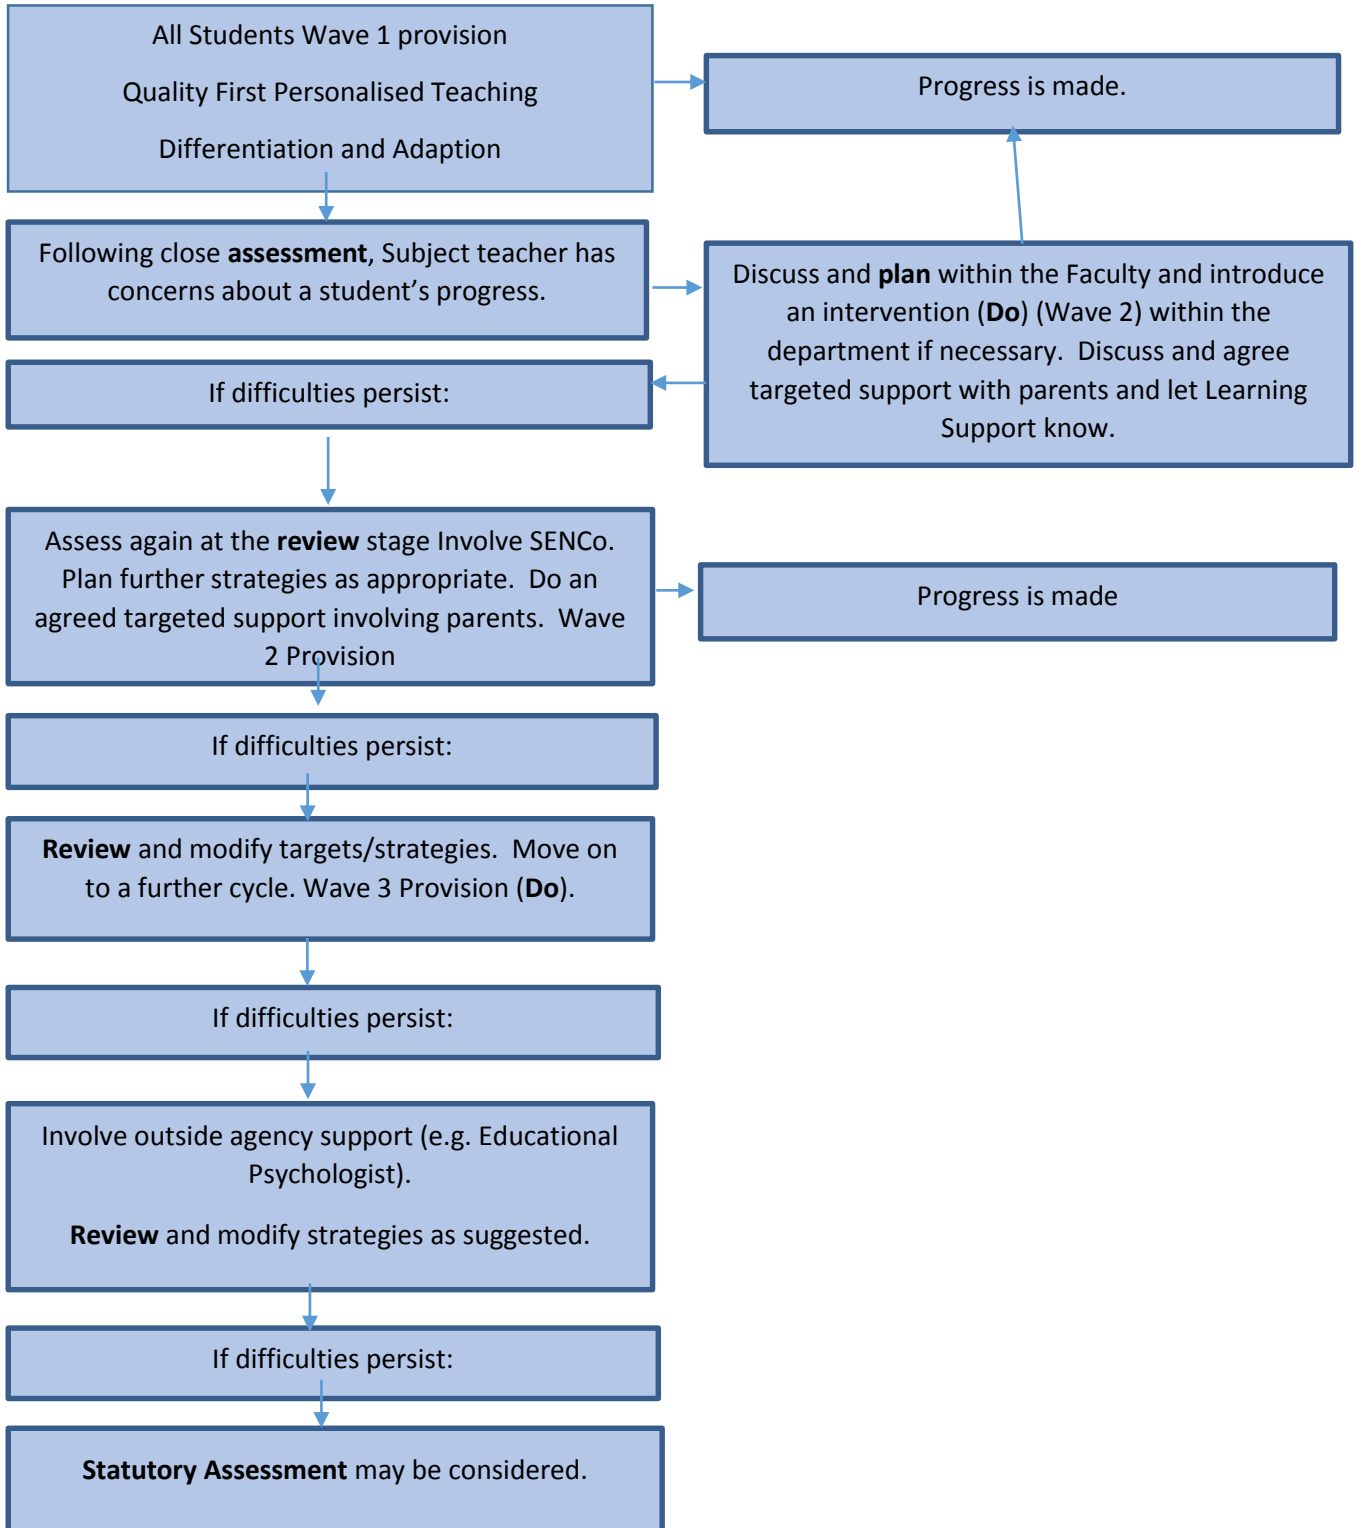 All Students Wave 1 provision
Quality First Personalised Teaching
Differentiation and Adaption
Progress is made.
Following close assessment, Subject teacher has
concerns about a student’s progress.
Discuss and plan within the Faculty and introduce
an intervention (Do) (Wave 2) within the
department if necessary.  Discuss and agree
targeted support with parents and let Learning
Support know.
If difficulties persist:
Assess again at the review stage Involve SENCo.
Plan further strategies as appropriate.  Do an
agreed targeted support involving parents.  Wave
2 Provision
Progress is made
If difficulties persist:
Review and modify targets/strategies.  Move on
to a further cycle. Wave 3 Provision (Do).
If difficulties persist:
Involve outside agency support (e.g. Educational
Psychologist).
Review and modify strategies as suggested.
If difficulties persist:
Statutory Assessment may be considered.